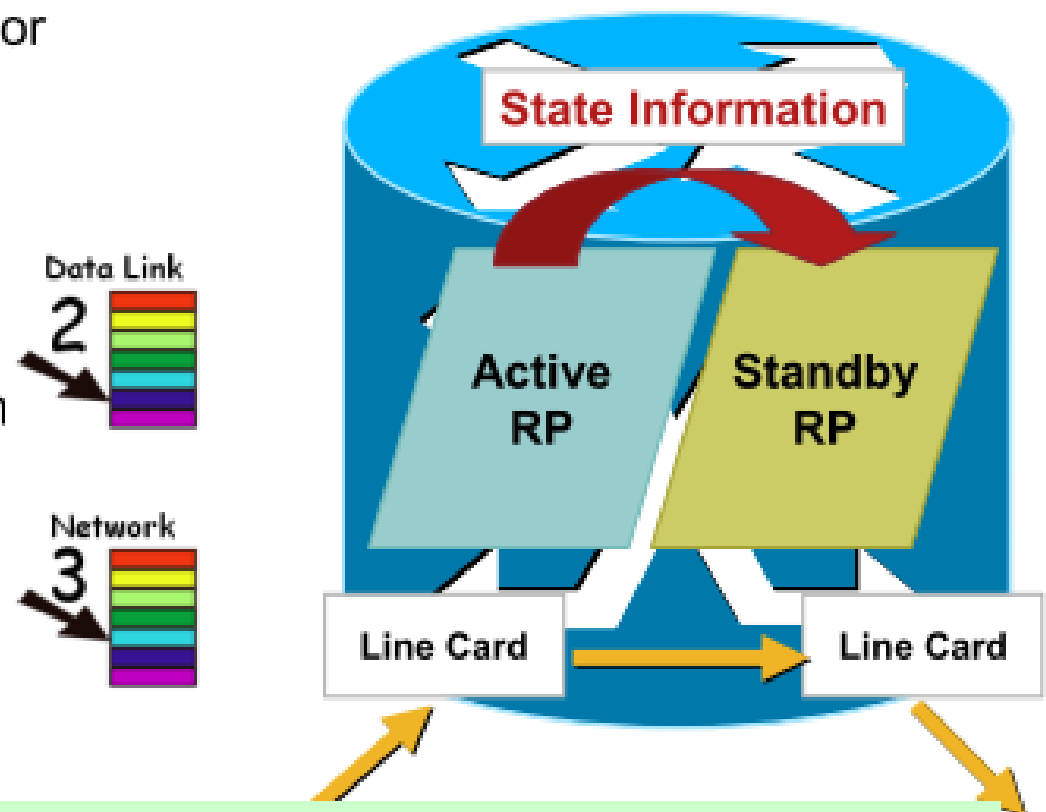 or
State Information
Data Link
2
Active
RP
Standby
RP
Network
3
Line Card
Line Card